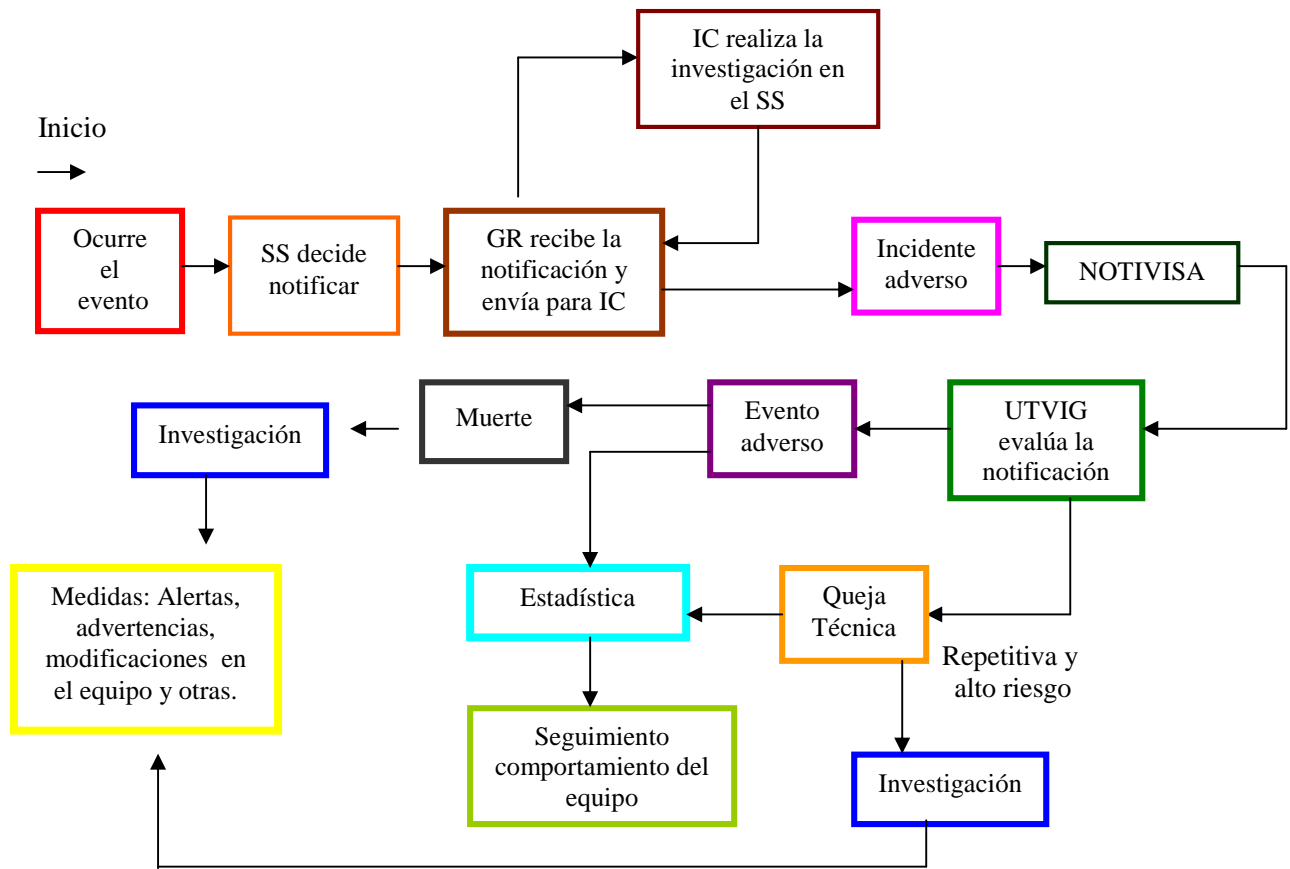 IC realiza la
investigación en
el SS
Inicio
Ocurre
el
evento
SS decide
notificar
GR recibe la
notificación y
envía para IC
Incidente
adverso
NOTIVISA
Investigación
Muerte
Evento
adverso
UTVIG
evalúa la
notificación
Medidas: Alertas,
advertencias,
modificaciones en
el equipo y otras.
Estadística
Queja
Técnica
Repetitiva y
alto riesgo
Seguimiento
comportamiento del
equipo
Investigación